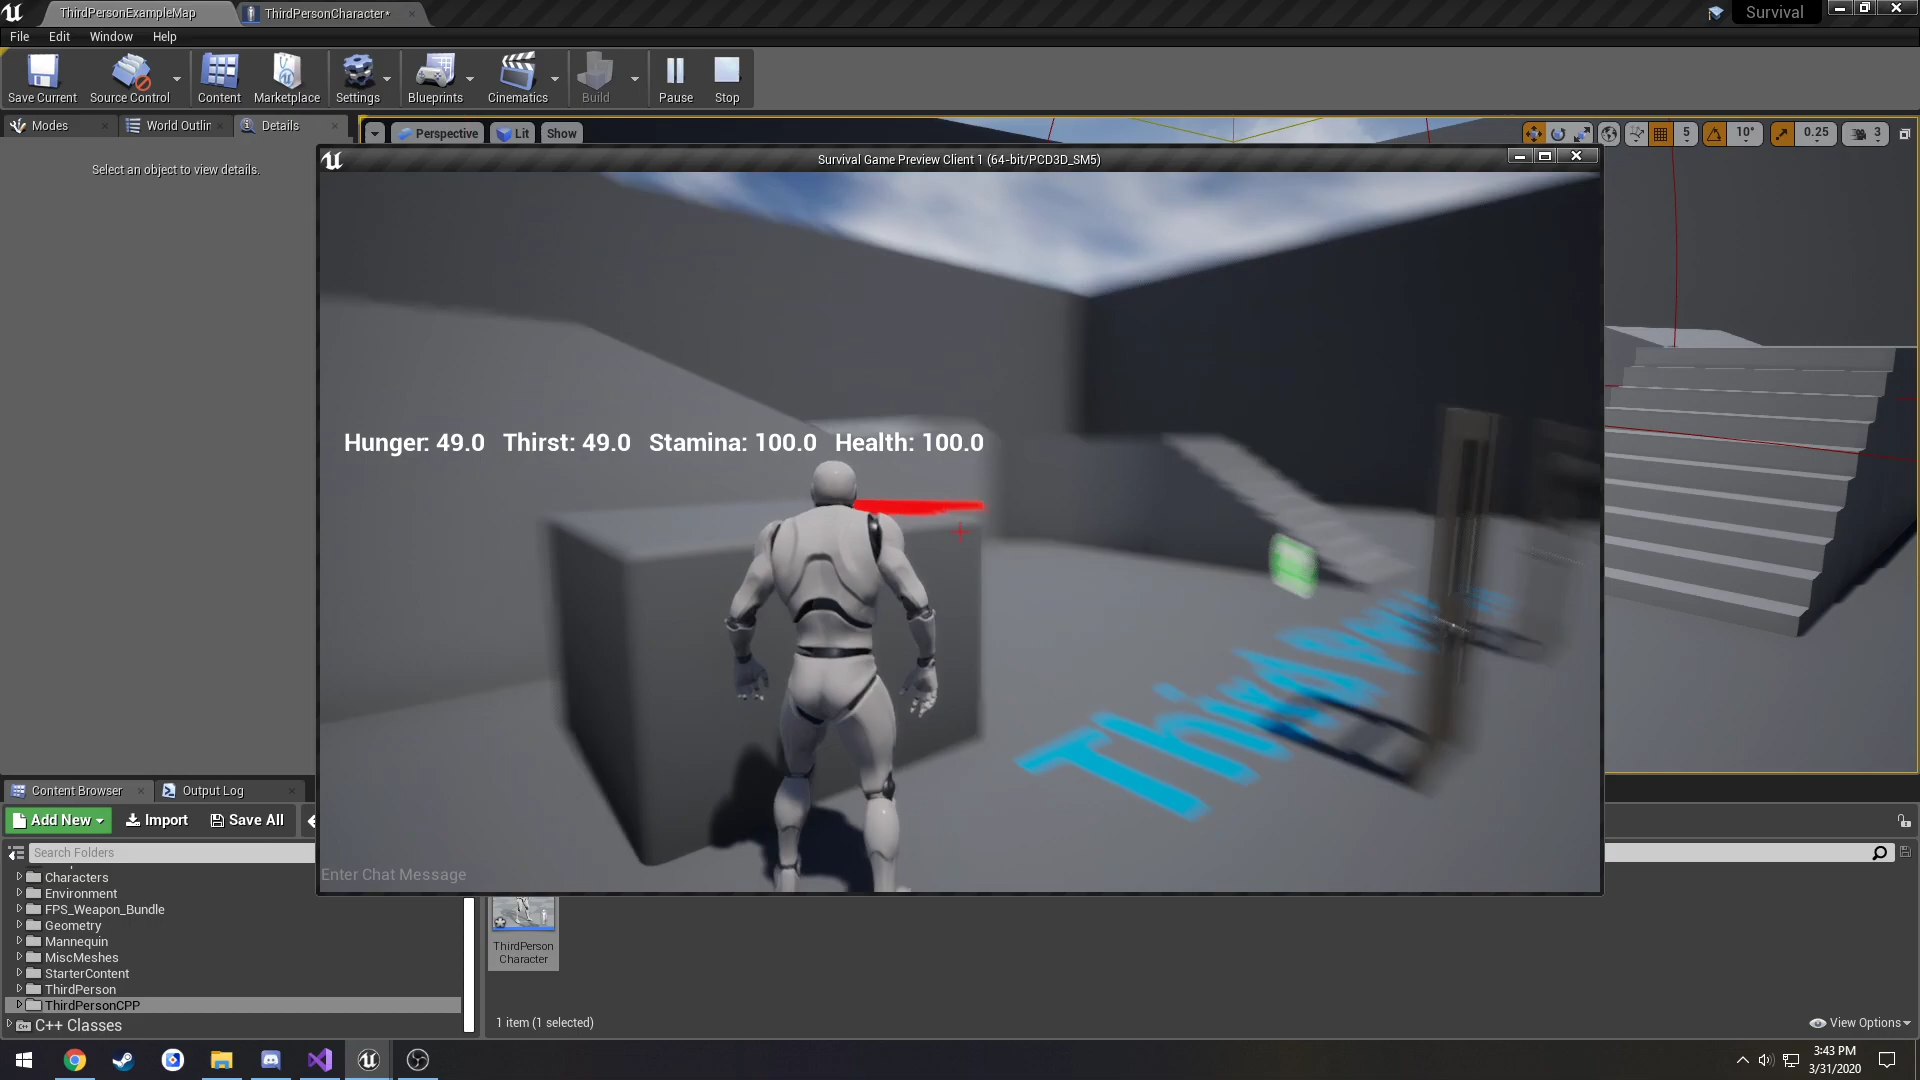 ThirdPersonExampleMap
ThirdPersonCharacter*
Survival
File Edit Window Help
Save Current
Source Control
Content
Marketplace
Settings
Blueprints
Cinematics
Build
Pause
Stop
Modes
World Outlin
Details
Perspective
Lit
Show
5
10°
0.25
3
Select an object to view details.
Survival Game Preview Client 1 (64-bit/PCD3D_SM5)
Hunger: 49.0 Thirst: 49.0 Stamina: 100.0 Health: 100.0
Enter Chat Message
Content Browser
Output Log
Add New
Import
Save All
Search Folders
Characters
Environment
FPS_Weapon_Bundle
Geometry
Mannequin
MiscMeshes
StarterContent
ThirdPerson
ThirdPersonCPP
C++ Classes
ThirdPerson
Character
1 item (1 selected)
View Options
3:43 PM
3/31/2020